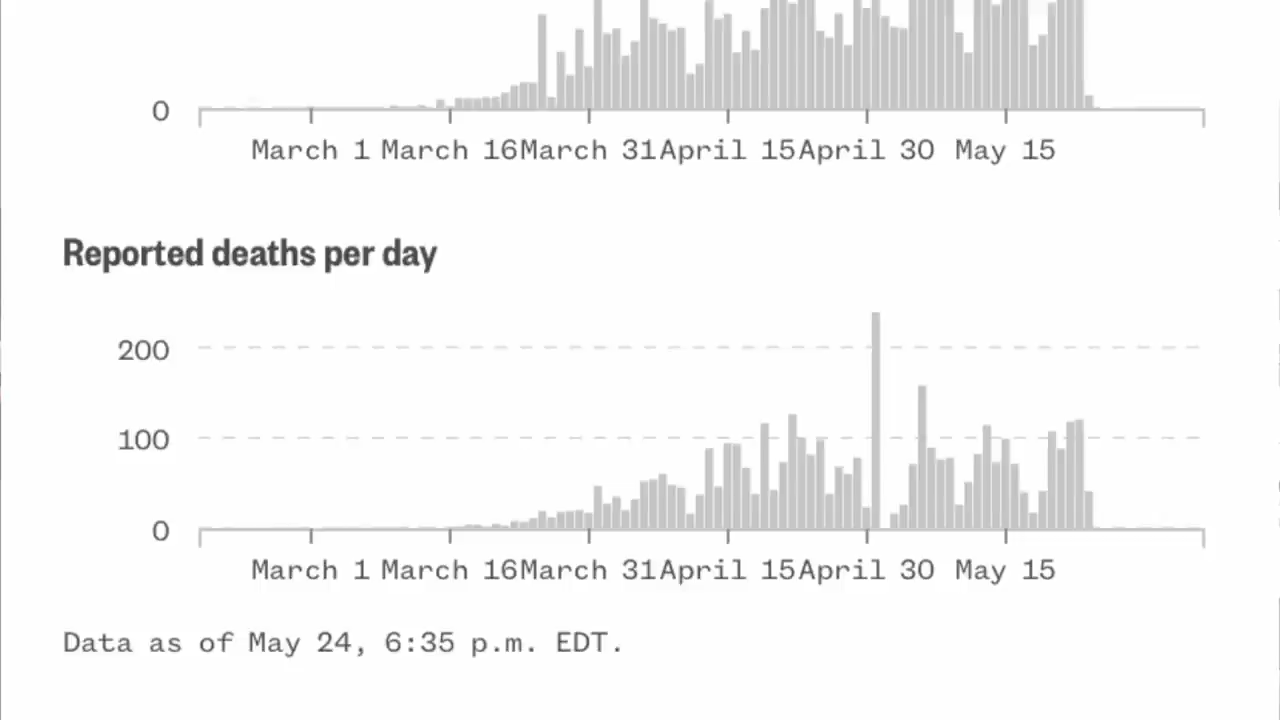 0
March 1 March 16March 31April 15April 30 May 15
Reported deaths per day
200
100
0
March 1 March 16March 31April 15April 30 May 15
Data as of May 24, 6:35 p.m. EDT.